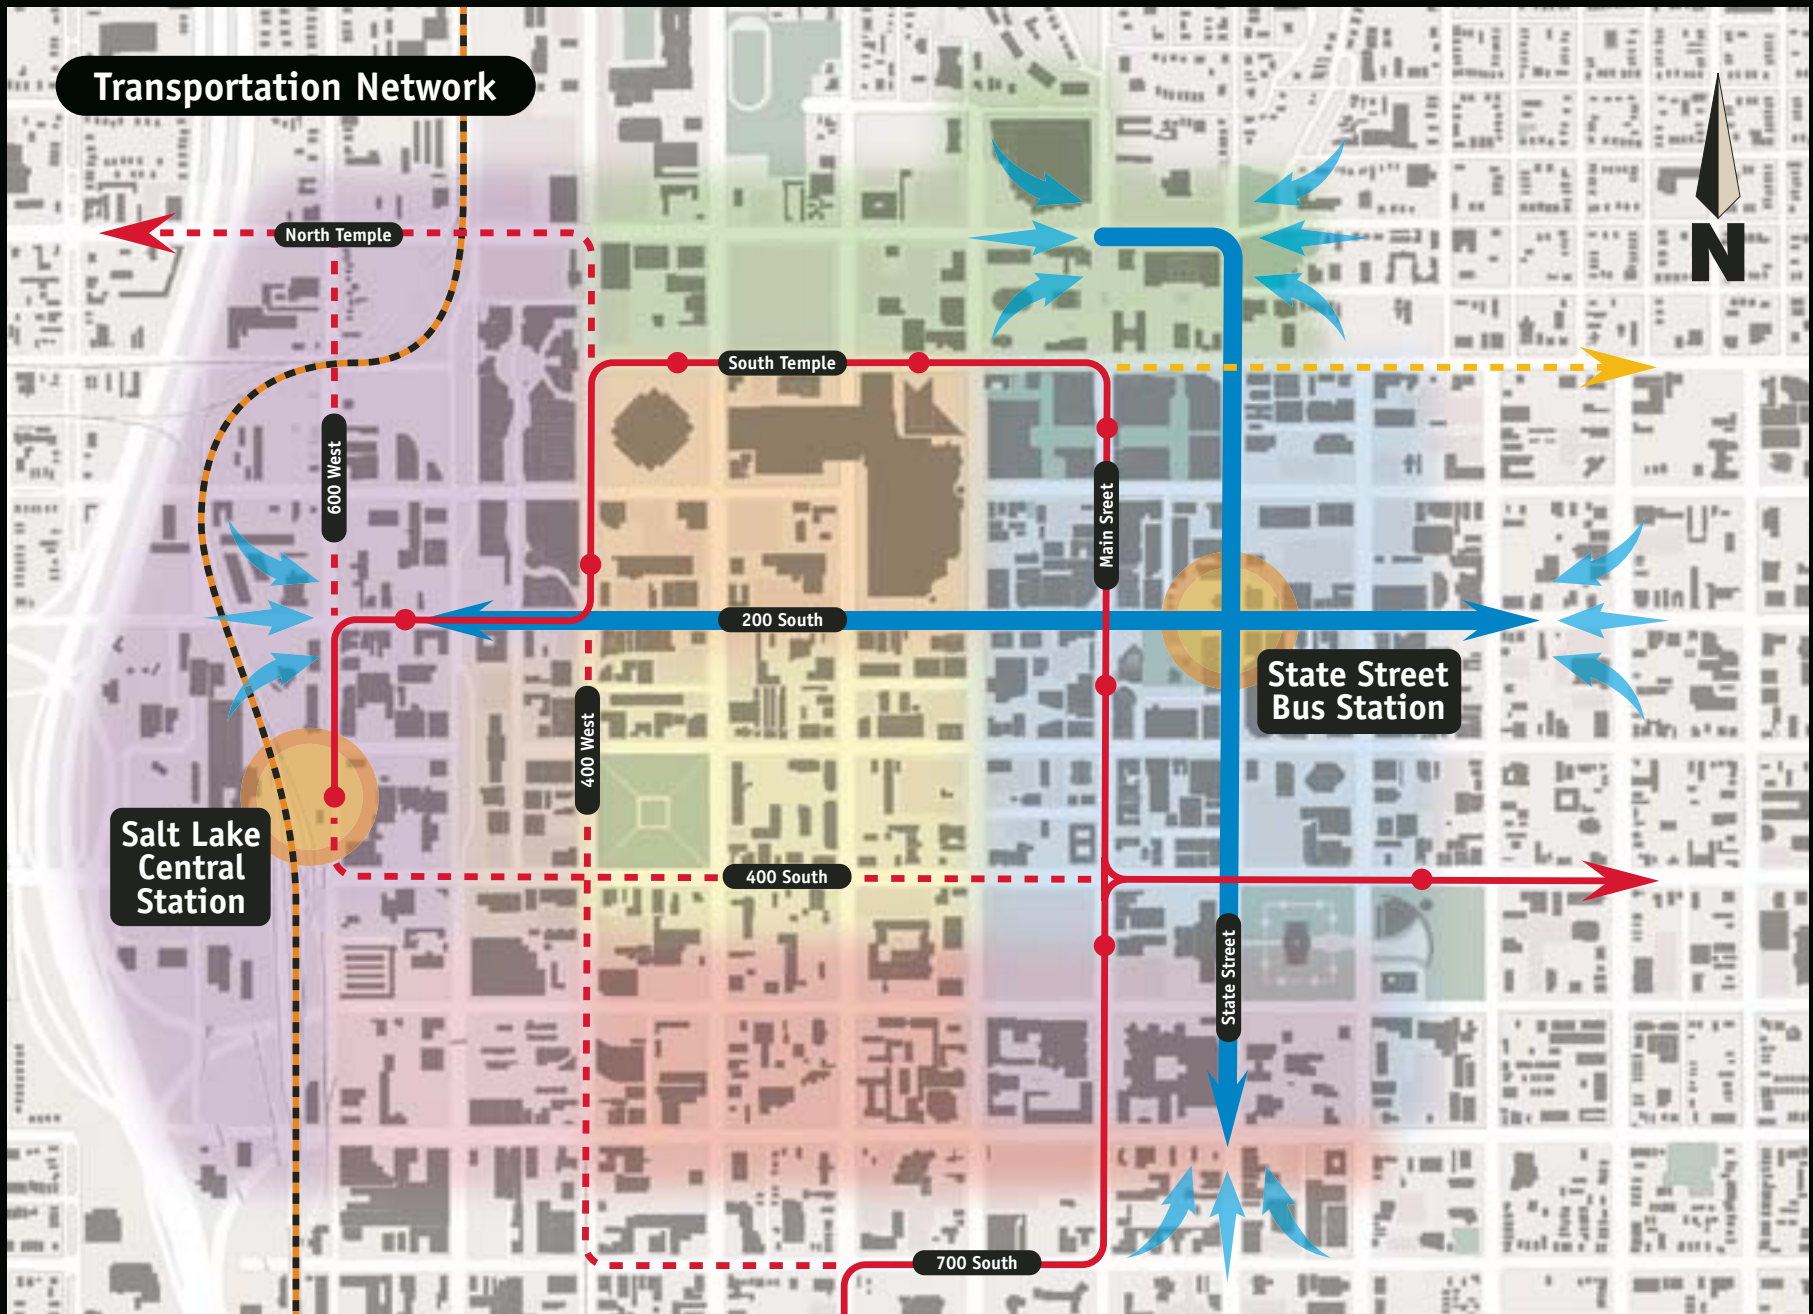 Transportation Network
N
North Temple
South Temple
600 West
Main Sreet
200 South
State Street
Bus Station
400 West
Salt Lake
Central
Station
400 South
State Street
700 South